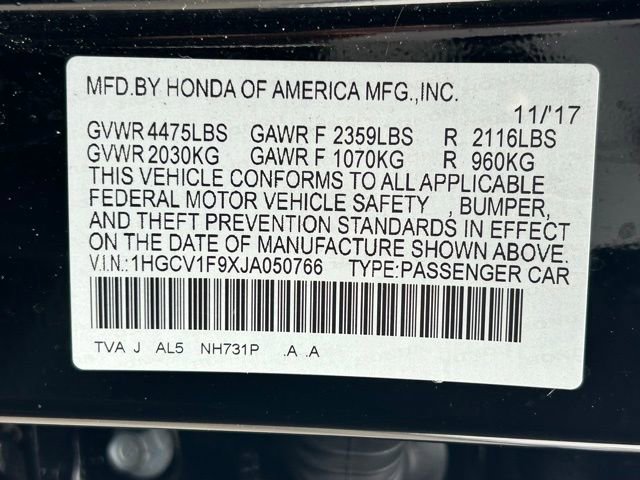 MFD.BY HONDA OF AMERICA MFG.,INC.
11/'17
GVWR 4475LBS GAWR F 2359LBS R 2116LBS
GVWR 2030KG GAWR F 1070KG R 960KG
THIS VEHICLE CONFORMS TO ALL APPLICABLE
FEDERAL MOTOR VEHICLE SAFETY , BUMPER,
AND THEFT PREVENTION STANDARDS IN EFFECT
ON THE DATE OF MANUFACTURE SHOWN ABOVE.
V.I.N.:1HGCV1F9XJA050766 TYPE:PASSENGER CAR
TVA J AL5 NH731P .A .A